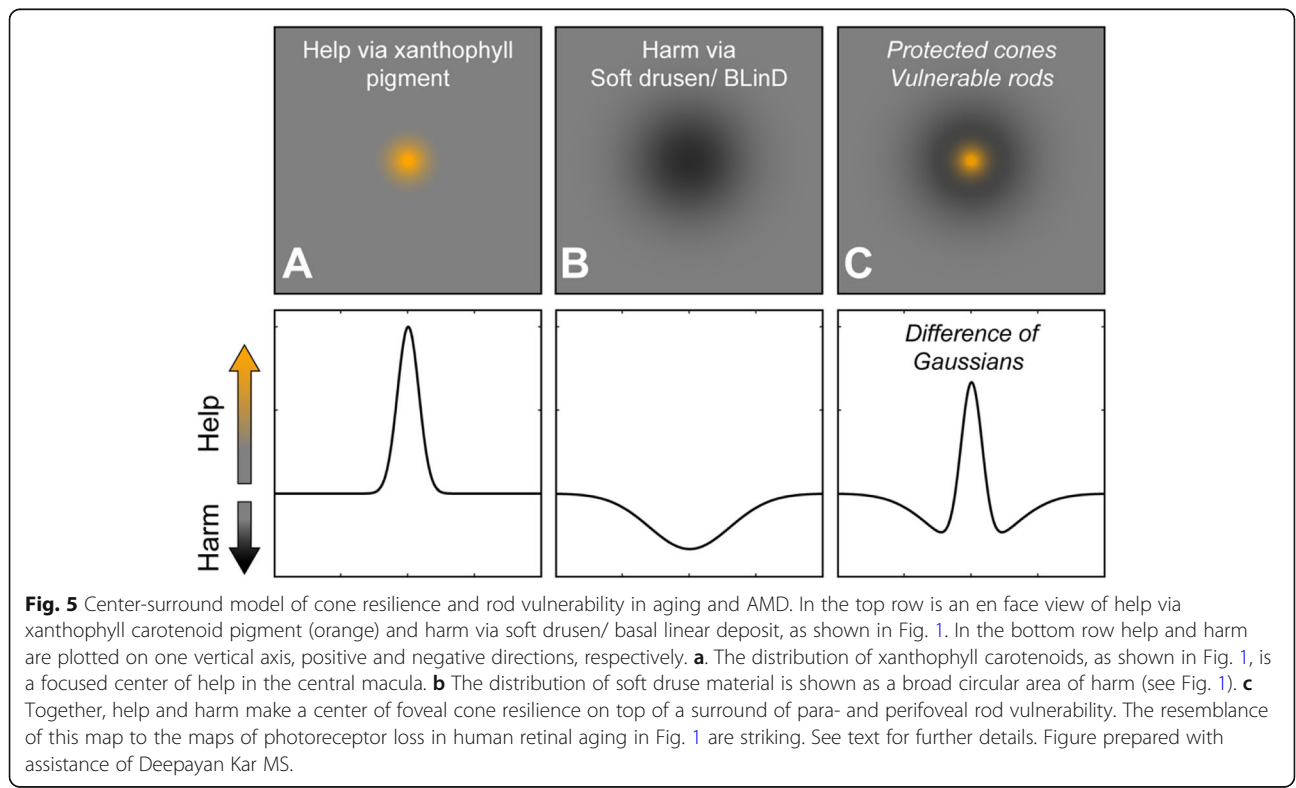 Help via xanthophyll
pigment
A
Harm via
Soft drusen/ BLinD
B
Protected cones
Vulnerable rods
C
Help
Harm
Difference of
Gaussians
Fig. 5 Center-surround model of cone resilience and rod vulnerability in aging and AMD. In the top row is an en face view of help via
xanthophyll carotenoid pigment (orange) and harm via soft drusen/ basal linear deposit, as shown in Fig. 1. In the bottom row help and harm
are plotted on one vertical axis, positive and negative directions, respectively. a. The distribution of xanthophyll carotenoids, as shown in Fig. 1, is
a focused center of help in the central macula. b The distribution of soft druse material is shown as a broad circular area of harm (see Fig. 1). c
Together, help and harm make a center of foveal cone resilience on top of a surround of para- and perifoveal rod vulnerability. The resemblance
of this map to the maps of photoreceptor loss in human retinal aging in Fig. 1 are striking. See text for further details. Figure prepared with
assistance of Deepayan Kar MS.